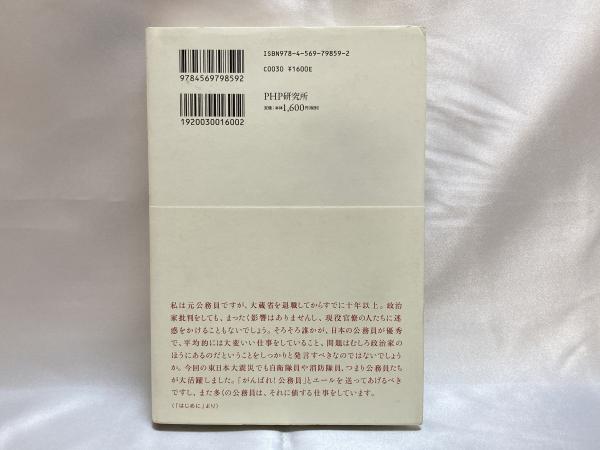 ISBN978-4-569-79859-2
9784569798592
C0030 ¥1600E
PHP研究所
定価：本体1,600円(税別)
1920030016002
私は元公務員ですが、大蔵省を退職してからすでに十年以上。政治
家批判をしても、まったく影響はありませんし、現役官僚の人たちに迷
惑をかけることもないでしょう。そろそろ誰かが、日本の公務員が優秀
で、平均的には大変いい仕事をしていること、問題はむしろ政治家の
ほうにあるのだということをしっかりと発言すべきなのではないでしょう
か。今回の東日本大震災でも自衛隊員や消防隊員、つまり公務員たち
が大活躍しました。「がんばれ！公務員」とエールを送ってあげるべき
ですし、また多くの公務員は、それに値する仕事をしています。
(「はじめに」より)